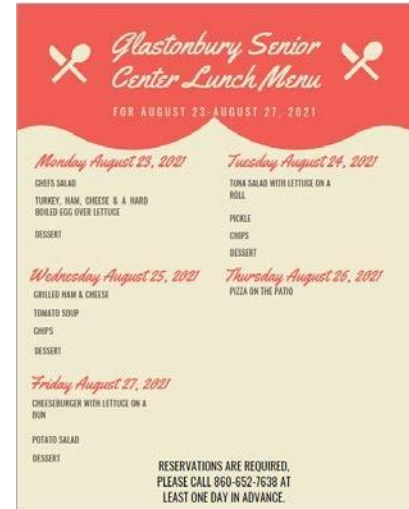 Glastonbury Senior
Center Lunch Menu
FOR AUGUST 23-AUGUST 27, 2021
Monday August 23, 2021
CHEFS SALAD
TURKEY, HAM, CHEESE & A HARD
BOILED EGG OVER LETTUCE
DESSERT
Tuesday August 24, 2021
TUNA SALAD WITH LETTUCE ON A
ROLL
PICKLE
CHIPS
DESSERT
Wednesday August 25, 2021
GRILLED HAM & CHEESE
TOMATO SOUP
CHIPS
DESSERT
Thursday August 26, 2021
PIZZA ON THE PATIO
Friday August 27, 2021
CHEESEBURGER WITH LETTUCE ON A
BUN
POTATO SALAD
DESSERT
RESERVATIONS ARE REQUIRED,
PLEASE CALL 860-652-7638 AT
LEAST ONE DAY IN ADVANCE.